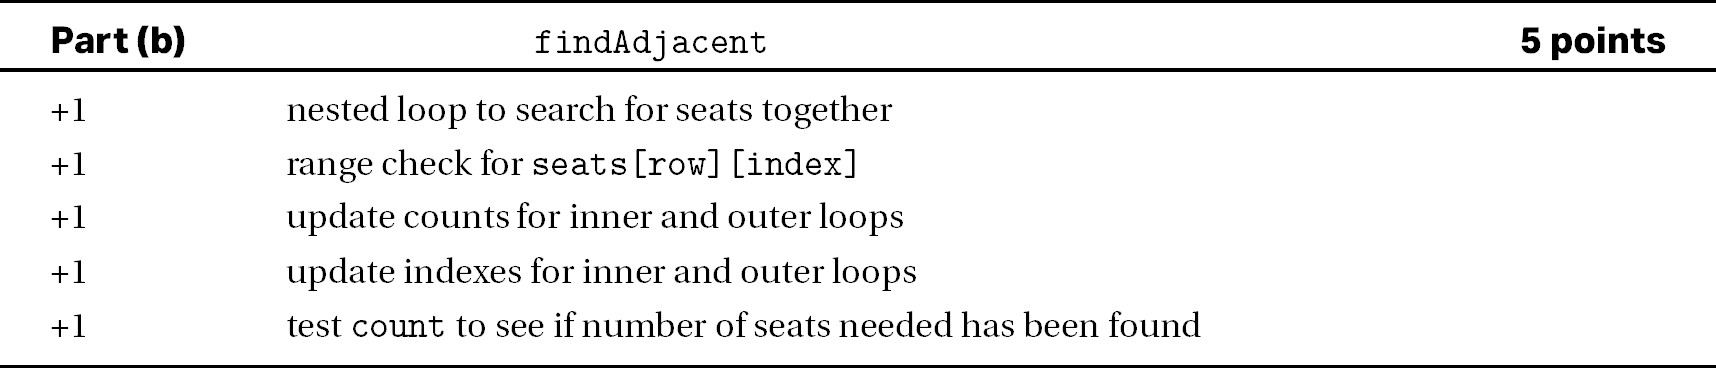 Part (b) findAdjacent 5 points
+1 nested loop to search for seats together
+1 range check for seats[row][index]
+1 update counts for inner and outer loops
+1 update indexes for inner and outer loops
+1 test count to see if number of seats needed has been found